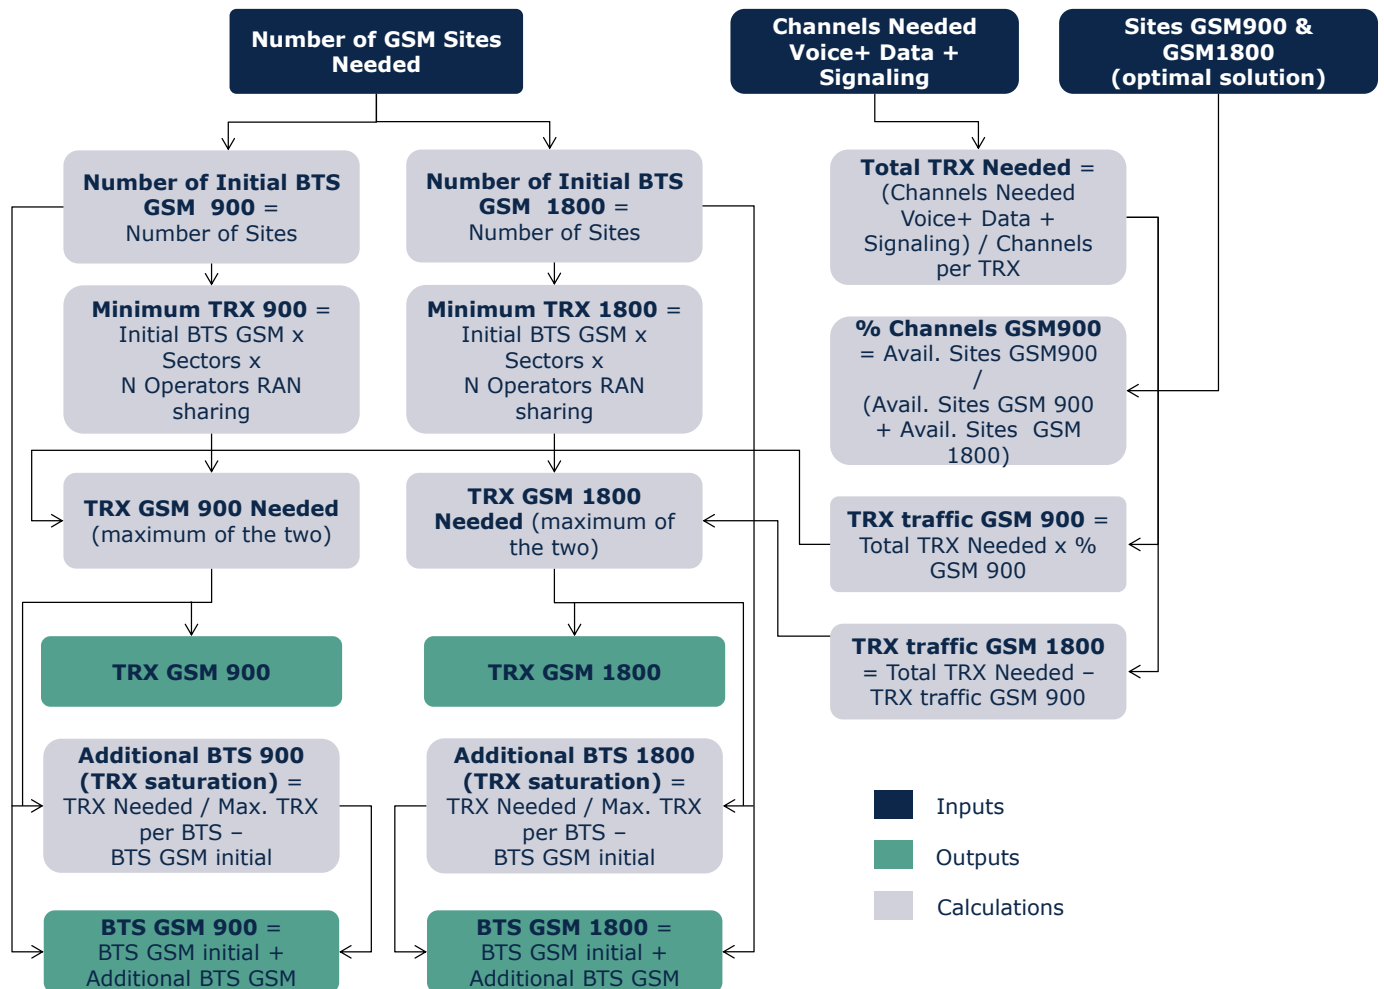 Number of GSM Sites
Needed
Channels Needed
Voice+ Data +
Signaling
Sites GSM900 &
GSM1800
(optimal solution)
Number of Initial BTS
GSM 900 =
Number of Sites
Number of Initial BTS
GSM 1800 =
Number of Sites
Total TRX Needed =
(Channels Needed
Voice+ Data +
Signaling) / Channels
per TRX
Minimum TRX 900 =
Initial BTS GSM x
Sectors x
N Operators RAN
sharing
Minimum TRX 1800 =
Initial BTS GSM x
Sectors x
N Operators RAN
sharing
% Channels GSM900
= Avail. Sites GSM900
/
(Avail. Sites GSM 900
+ Avail. Sites GSM
1800)
TRX GSM 900 Needed
(maximum of the two)
TRX GSM 1800
Needed (maximum of
the two)
TRX traffic GSM 900 =
Total TRX Needed x %
GSM 900
TRX GSM 900
TRX GSM 1800
TRX traffic GSM 1800
= Total TRX Needed –
TRX traffic GSM 900
Additional BTS 900
(TRX saturation) =
TRX Needed / Max. TRX
per BTS –
BTS GSM initial
Additional BTS 1800
(TRX saturation) =
TRX Needed / Max. TRX
per BTS –
BTS GSM initial
Inputs
Outputs
Calculations
BTS GSM 900 =
BTS GSM initial +
Additional BTS GSM
BTS GSM 1800 =
BTS GSM initial +
Additional BTS GSM